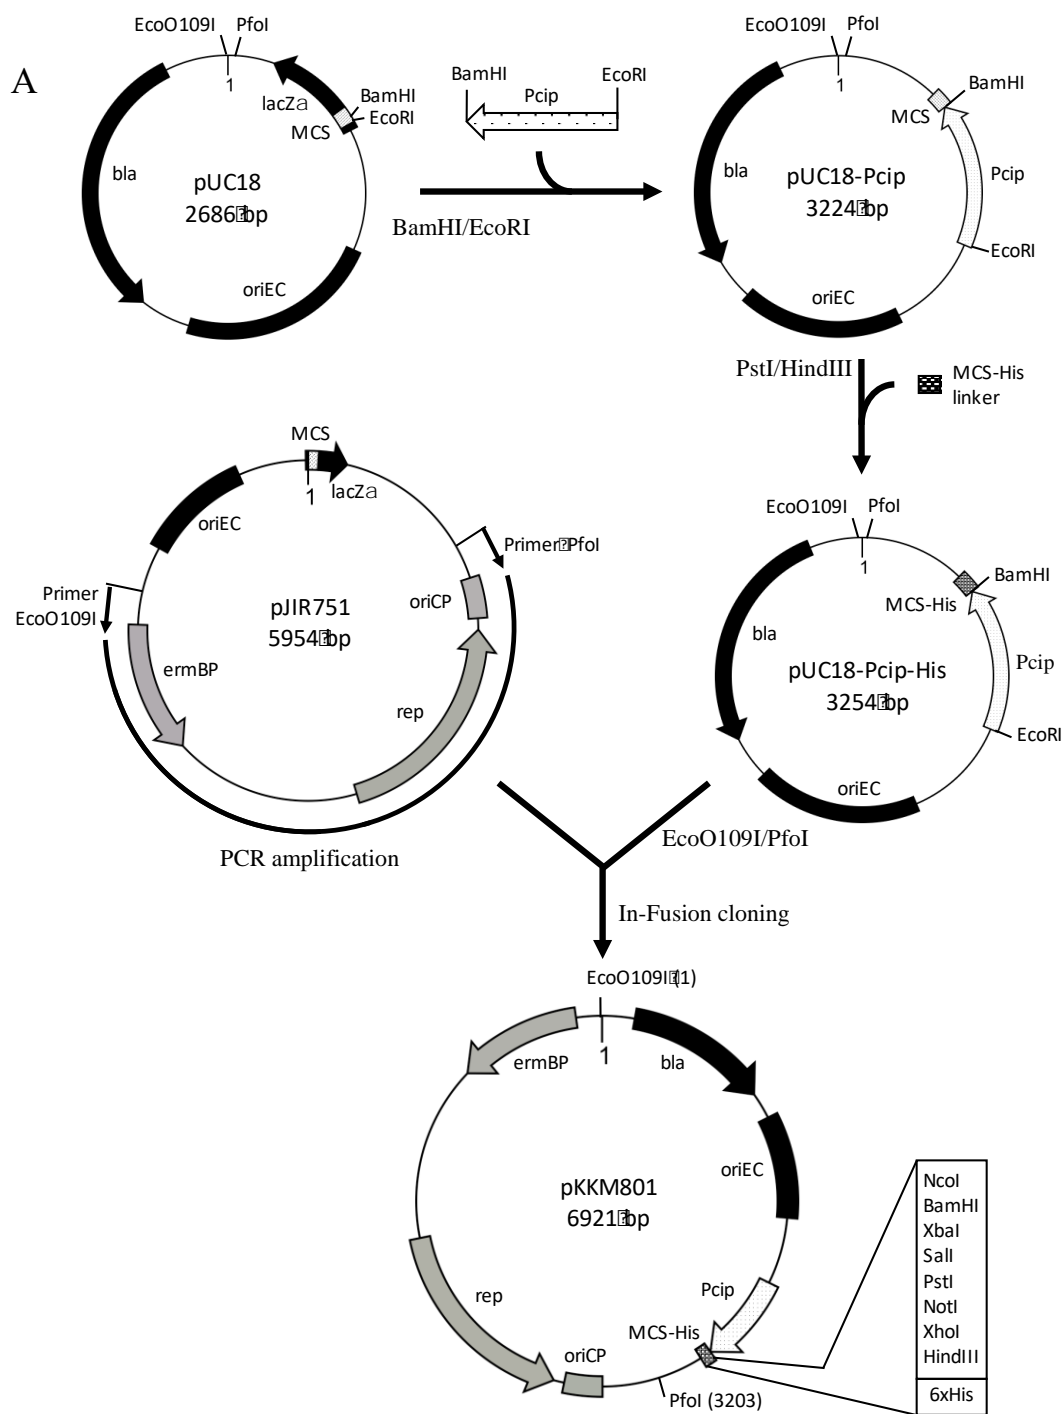 A
EcoO109I
PfoI
1
lacZa
BamHI
EcoRI
MCS
bla
pUC18
2686 bp
oriEC
BamHI
EcoRI
Pcip
BamHI/EcoRI
EcoO109I
PfoI
1
BamHI
MCS
bla
pUC18-Pcip
3224 bp
Pcip
EcoRI
oriEC
PstI/HindIII
MCS-His
linker
MCS
1
lacZa
oriEC
Primer PfoI
Primer
EcoO109I
pJIR751
5954 bp
oriCP
ermBP
rep
PCR amplification
EcoO109I
PfoI
1
BamHI
MCS-His
bla
pUC18-Pcip-His
3254 bp
Pcip
EcoRI
oriEC
EcoO109I/PfoI
In-Fusion cloning
EcoO109I (1)
1
ermBP
bla
oriEC
pKKM801
6921 bp
Pcip
rep
MCS-His
oriCP
PfoI (3203)
NcoI
BamHI
XbaI
SalI
PstI
NotI
XhoI
HindIII
6xHis